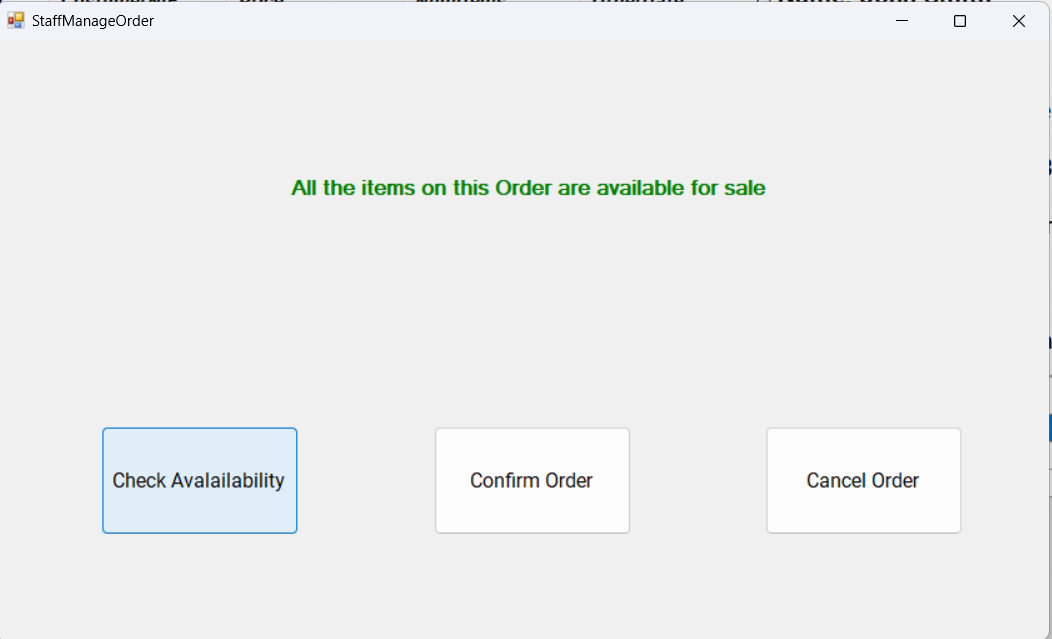 StaffManageOrder
All the items on this Order are available for sale
Check Avalailability
Confirm Order
Cancel Order